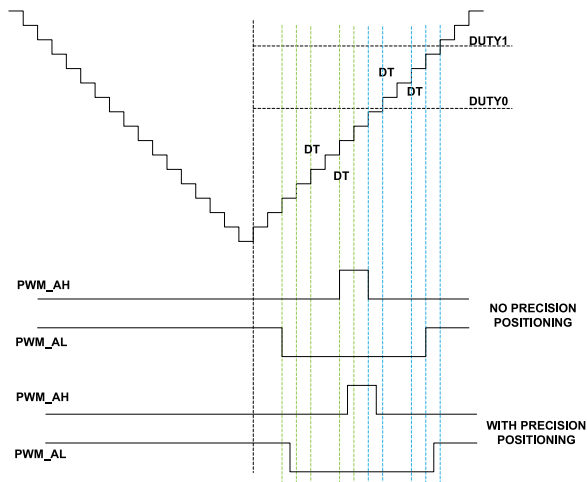 DUTY1
DT
DT
DUTY0
DT
DT
PWM_AH
NO PRECISION
POSITIONING
PWM_AL
PWM_AH
WITH PRECISION
POSITIONING
PWM_AL